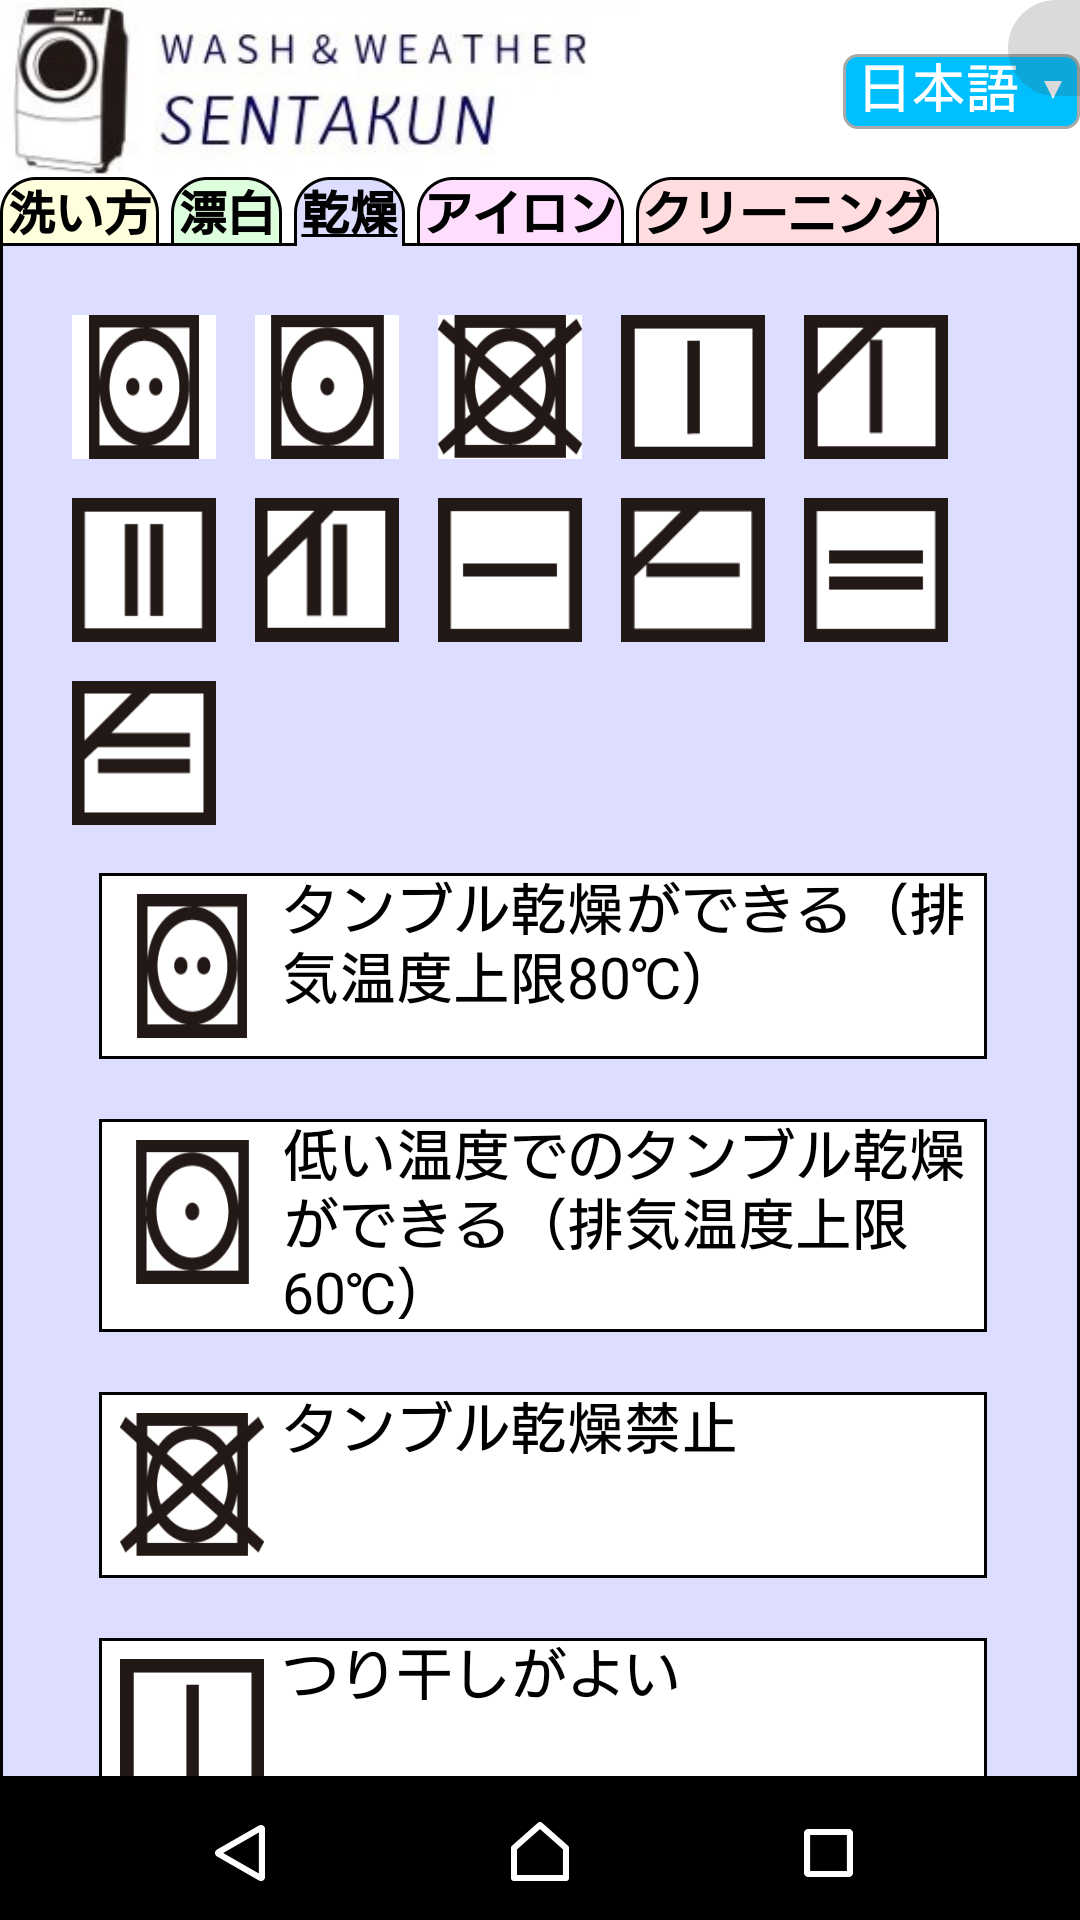 WASH & WEATHER
SENTAKUN
日本語 ▼
洗い方 漂白 乾燥 アイロン クリーニング
タンブル乾燥ができる（排
気温度上限80℃）
低い温度でのタンブル乾燥
ができる（排気温度上限
60℃）
タンブル乾燥禁止
つり干しがよい